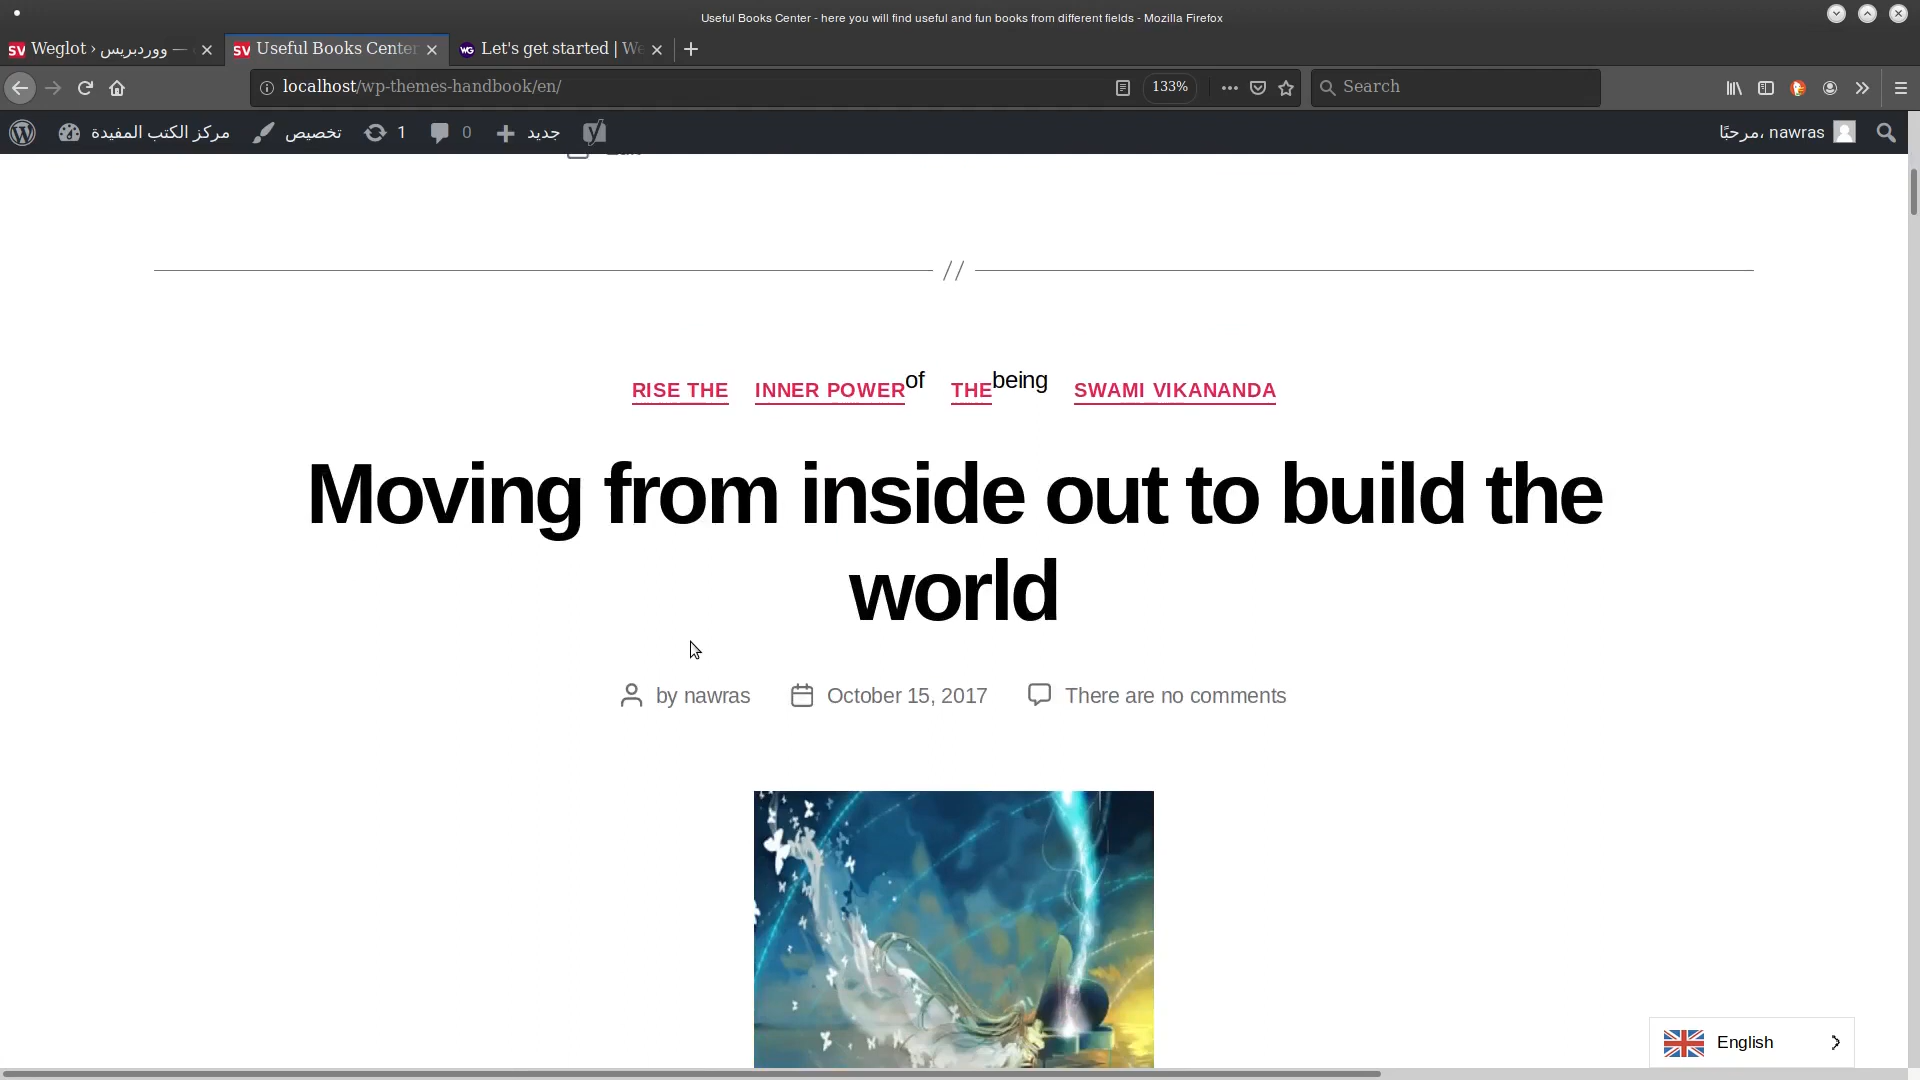 Useful Books Center - here you will find useful and fun books from different fields - Mozilla Firefox
Weglot › ووردبريس —
Useful Books Center
Let's get started | We
localhost/wp-themes-handbook/en/
133%
Search
مركز الكتب المفيدة
تخصيص
1
0
جديد
مرحبًا، nawras
//
RISE THE INNER POWER of THE being SWAMI VIKANANDA
Moving from inside out to build the
world
by nawras
October 15, 2017
There are no comments
English